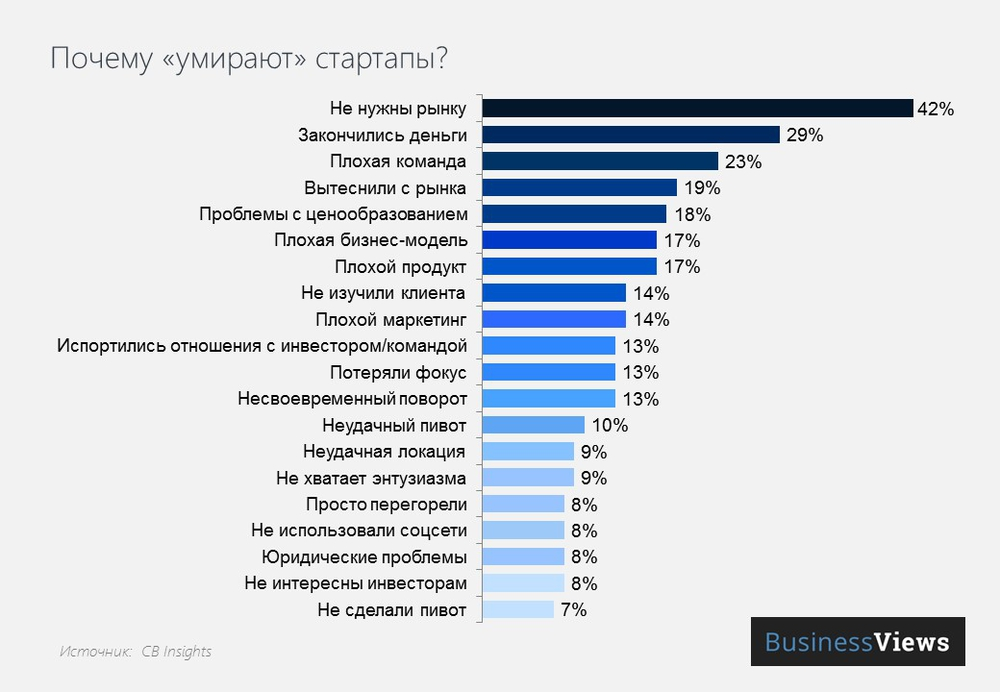 Почему «умирают» стартапы?
Не нужны рынку 42%
Закончились деньги 29%
Плохая команда 23%
Вытеснили с рынка 19%
Проблемы с ценообразованием 18%
Плохая бизнес-модель 17%
Плохой продукт 17%
Не изучили клиента 14%
Плохой маркетинг 14%
Испортились отношения с инвестором/командой 13%
Потеряли фокус 13%
Несвоевременный поворот 13%
Неудачный пивот 10%
Неудачная локация 9%
Не хватает энтузиазма 9%
Просто перегорели 8%
Не использовали соцсети 8%
Юридические проблемы 8%
Не интересны инвесторам 8%
Не сделали пивот 7%
Источник: CB Insights
BusinessViews